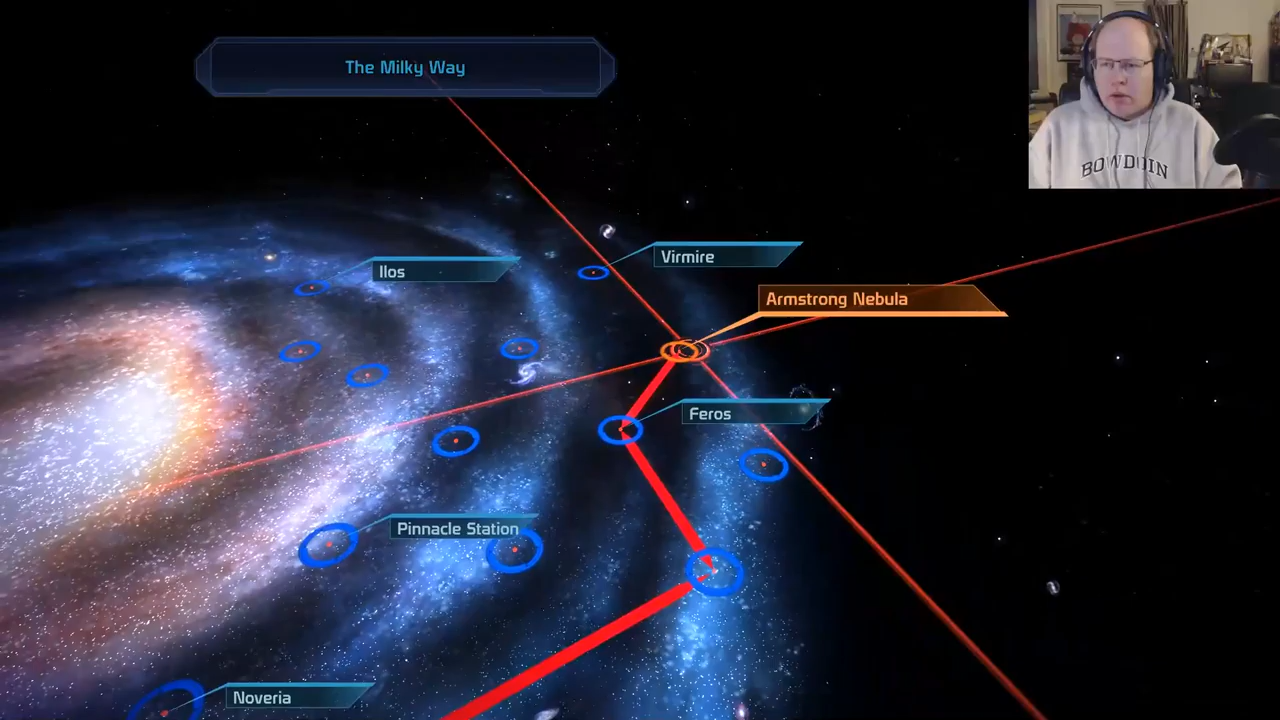 The Milky Way
BOWDOIN
Virmire
Ilos
Armstrong Nebula
Feros
Pinnacle Station
Noveria